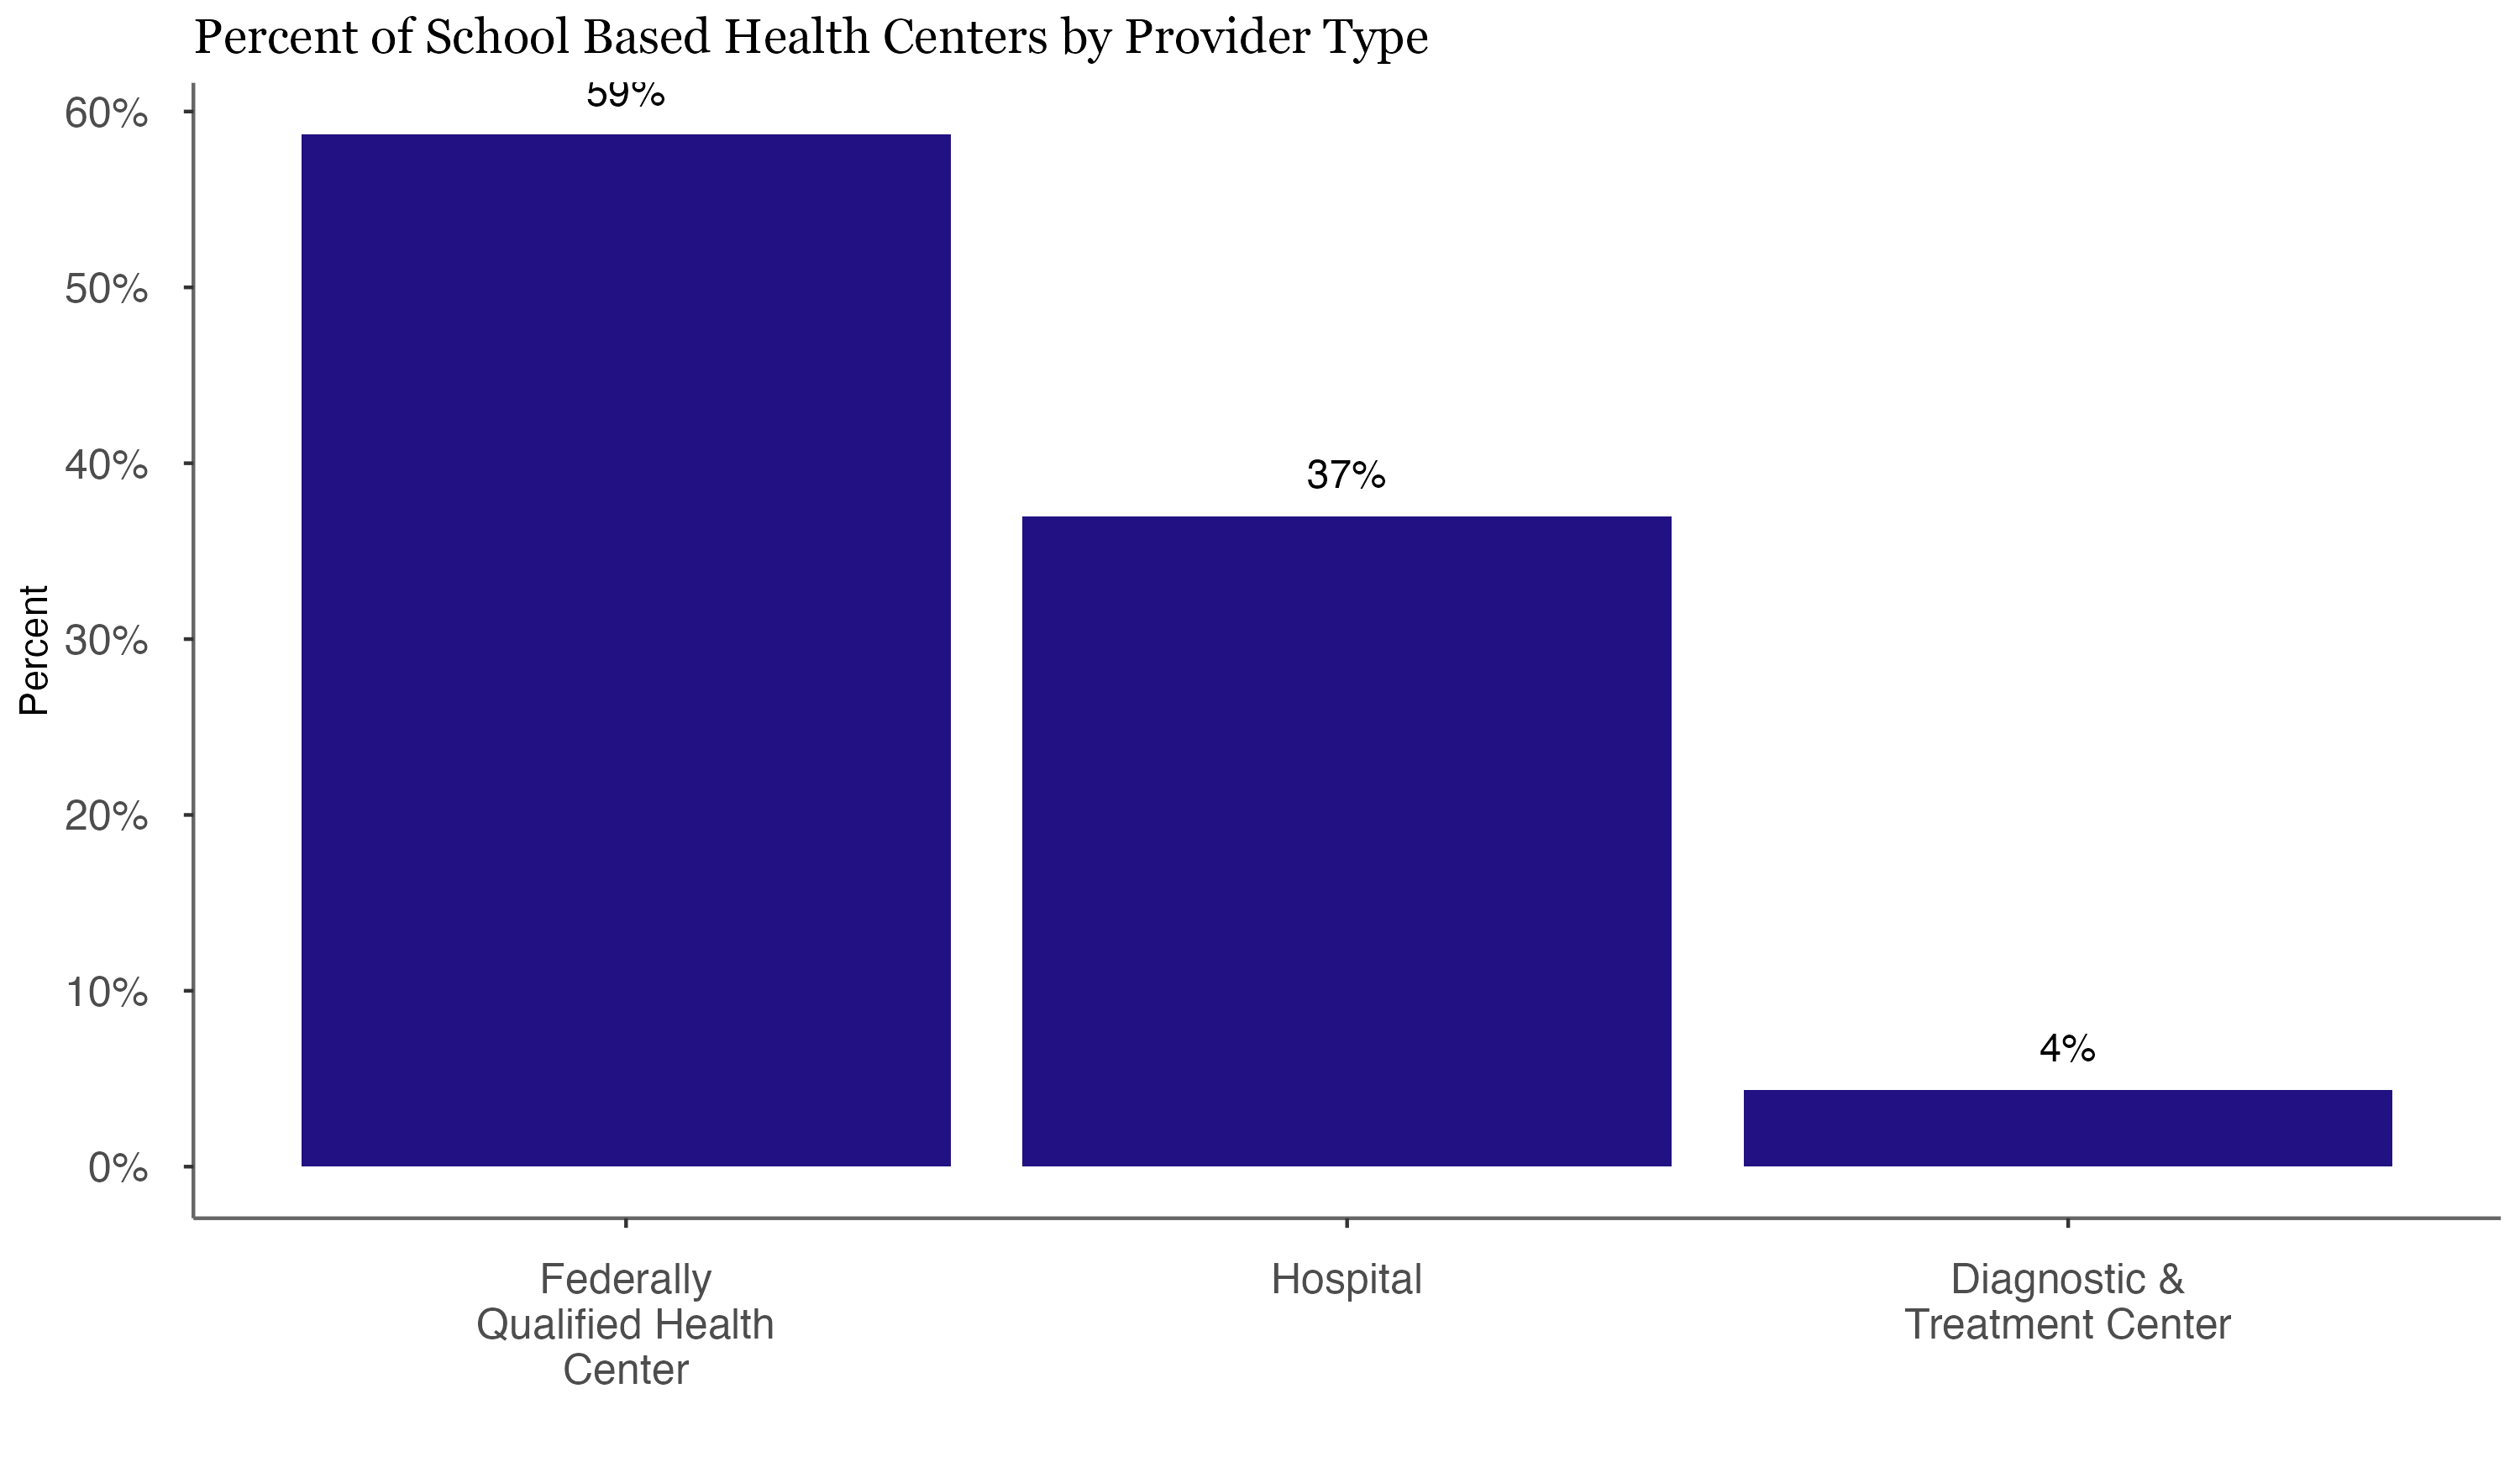 Percent of School Based Health Centers by Provider Type
59%
60%
50%
40%
37%
30%
20%
10%
4%
0%
Percent
Federally
Qualified Health
Center
Hospital
Diagnostic &
Treatment Center